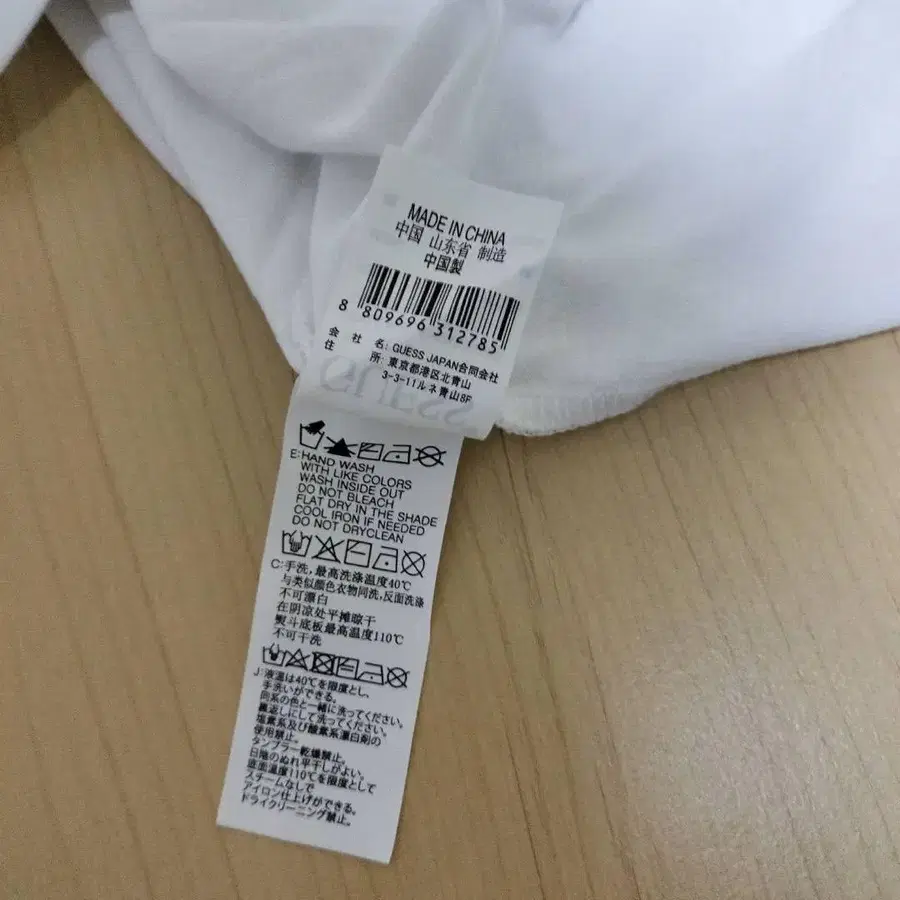 MADE IN CHINA
中国 山东省 制造
中国製
8 809696 312785
会 社 名: GUESS JAPAN合同会社
住 所: 東京都港区北青山
3-3-11ルネ青山8F
E:HAND WASH
WITH LIKE COLORS
WASH INSIDE OUT
DO NOT BLEACH
FLAT DRY IN THE SHADE
COOL IRON IF NEEDED
DO NOT DRYCLEAN
C:手洗,最高洗涤温度40℃
与类似颜色衣物同洗,反面洗涤
不可漂白
在阴凉处平摊晾干
熨斗底板最高温度110℃
不可干洗
J:液温は40℃を限度とし、
手洗いができる。
同系の色と一緒に洗ってください。
裏返しにして洗ってください。
塩素系及び酸素系漂白剤の
使用禁止。
タンブラー乾燥禁止。
日陰のぬれ平干しがよい。
底面温度110℃を限度として
スチームなしで
アイロン仕上げができる。
ドライクリーニング禁止。